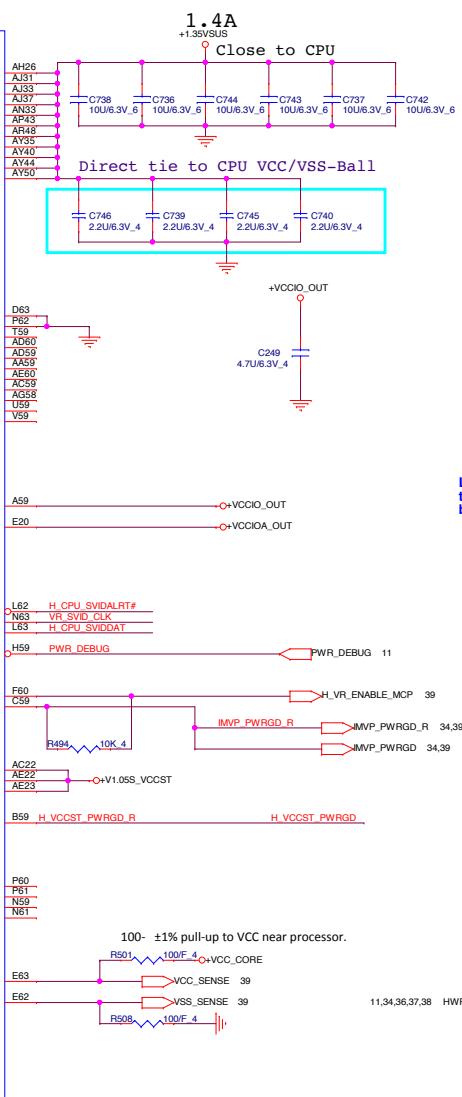 1.4A
+1.35VSUS
Close to CPU
AH26
AJ31
AJ33
AJ37
AN33
AP43
AR48
AY35
AY40
AY44
AY50
C738
10U/6.3V_6
C736
10U/6.3V_6
C744
10U/6.3V_6
C743
10U/6.3V_6
C737
10U/6.3V_6
C742
10U/6.3V_6
Direct tie to CPU VCC/VSS-Ball
C746
2.2U/6.3V_4
C739
2.2U/6.3V_4
C745
2.2U/6.3V_4
C740
2.2U/6.3V_4
+VCCIO_OUT
C249
4.7U/6.3V_4
D63
P62
T59
AD60
AD59
AA59
AE60
AC59
AG58
U59
V59
A59
+VCCIO_OUT
E20
+VCCIOA_OUT
L62 H_CPU_SVIDALRT#
N63 VR_SVID_CLK
L63 H_CPU_SVIDDAT
H59 PWR_DEBUG
PWR_DEBUG 11
F60
H_VR_ENABLE_MCP 39
C59
IMVP_PWRGD_R
IMVP_PWRGD_R 34,39
R494 10K_4
IMVP_PWRGD 34,39
AC22
AE22
AE23
+V1.05S_VCCST
B59 H_VCCST_PWRGD_R H_VCCST_PWRGD
P60
P61
N59
N61
100- ±1% pull-up to VCC near processor.
R501 100/F_4
+VCC_CORE
E63
VCC_SENSE 39
E62
VSS_SENSE 39
R508 100/F_4
11,34,36,37,38